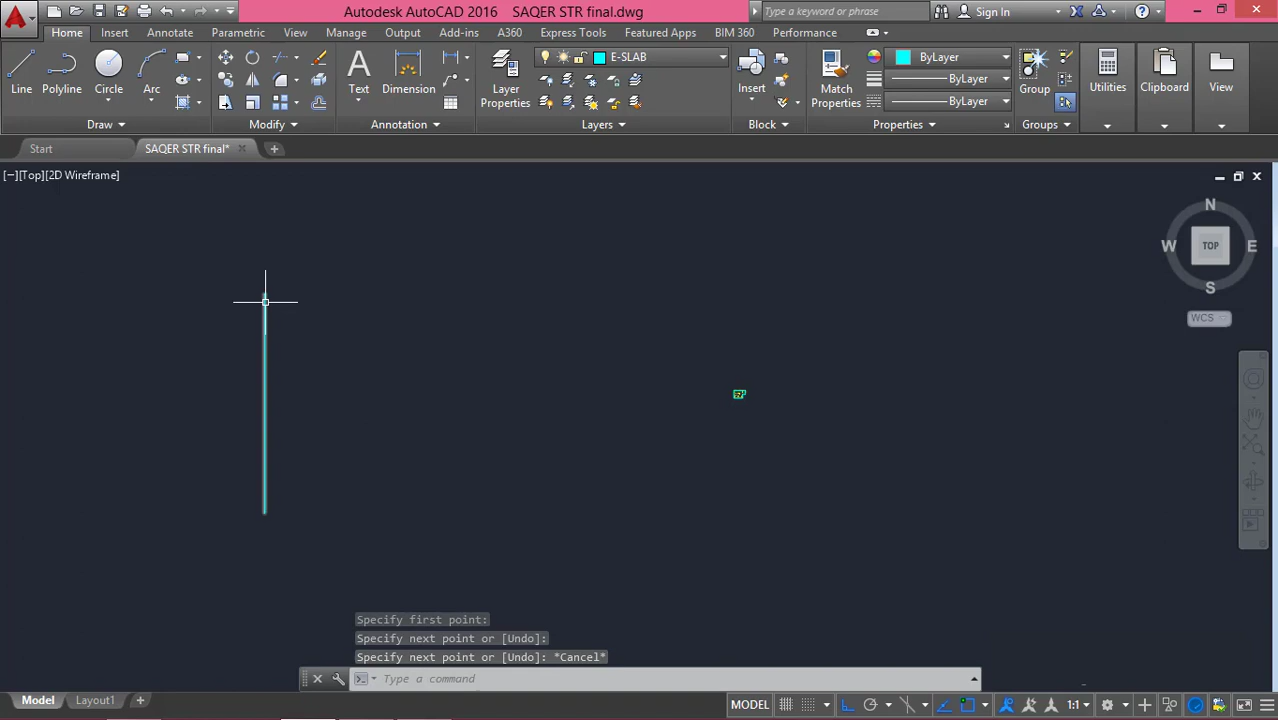 Autodesk AutoCAD 2016 SAQER STR final.dwg
Type a keyword or phrase
Sign In
Home Insert Annotate Parametric View Manage Output Add-ins A360 Express Tools Featured Apps BIM 360 Performance
E-SLAB
ByLayer
ByLayer
ByLayer
Line Polyline Circle Arc
Text Dimension
Layer Properties
Insert
Match Properties
Group
Utilities
Clipboard
View
Draw Modify Annotation Layers Block Properties Groups
Start SAQER STR final*
[−][Top][2D Wireframe]
N
W TOP E
S
WCS
Specify first point:
Specify next point or [Undo]:
Specify next point or [Undo]: *Cancel*
Type a command
Model Layout1
MODEL
1:1